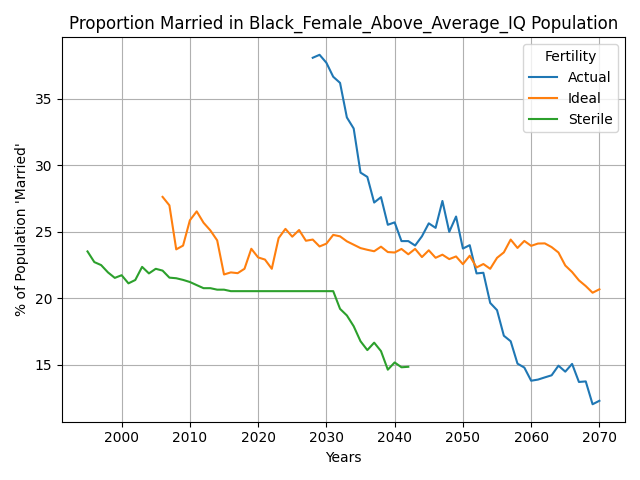 Proportion Married in Black_Female_Above_Average_IQ Population
% of Population 'Married'
35
30
25
20
15
Fertility
Actual
Ideal
Sterile
2000 2010 2020 2030 2040 2050 2060 2070
Years